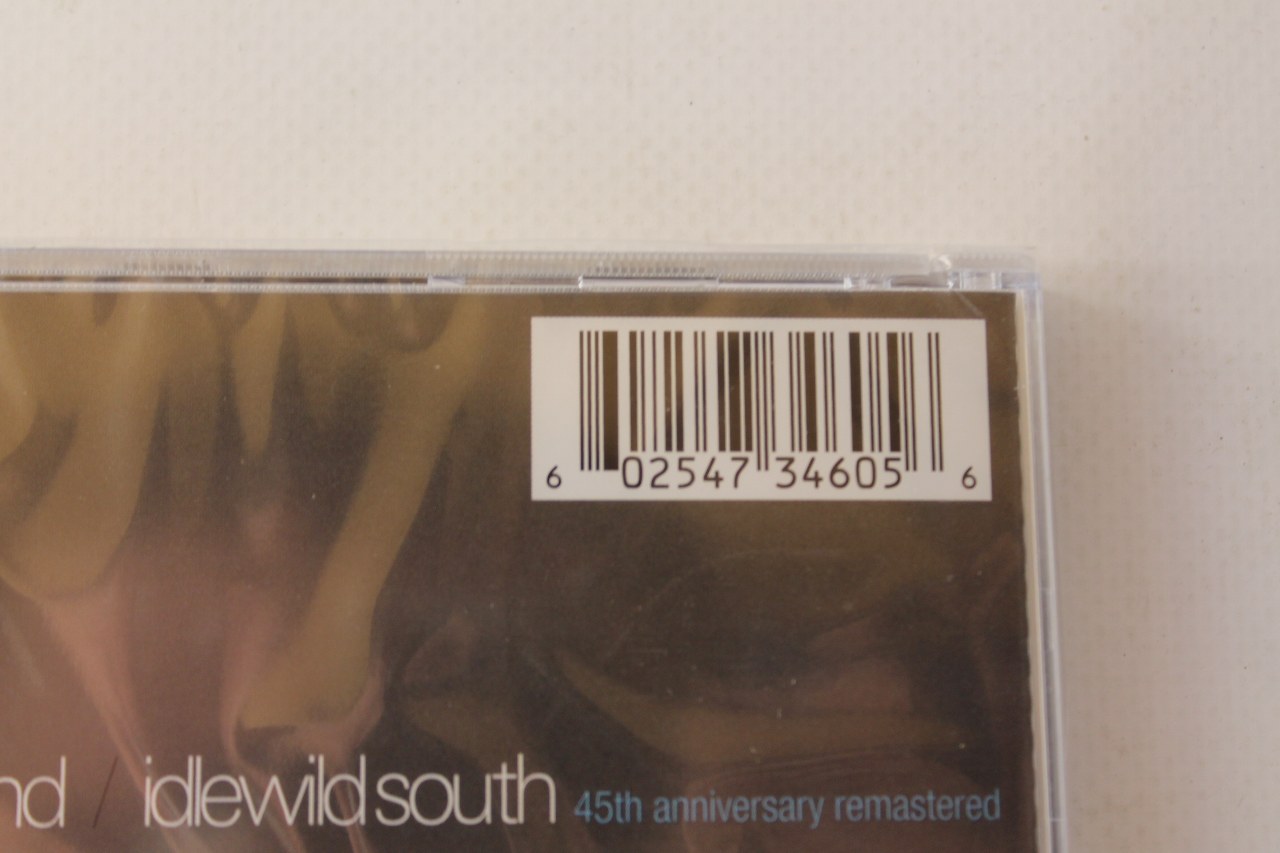 6 02547 34605 6
nd / idlewild south 45th anniversary remastered